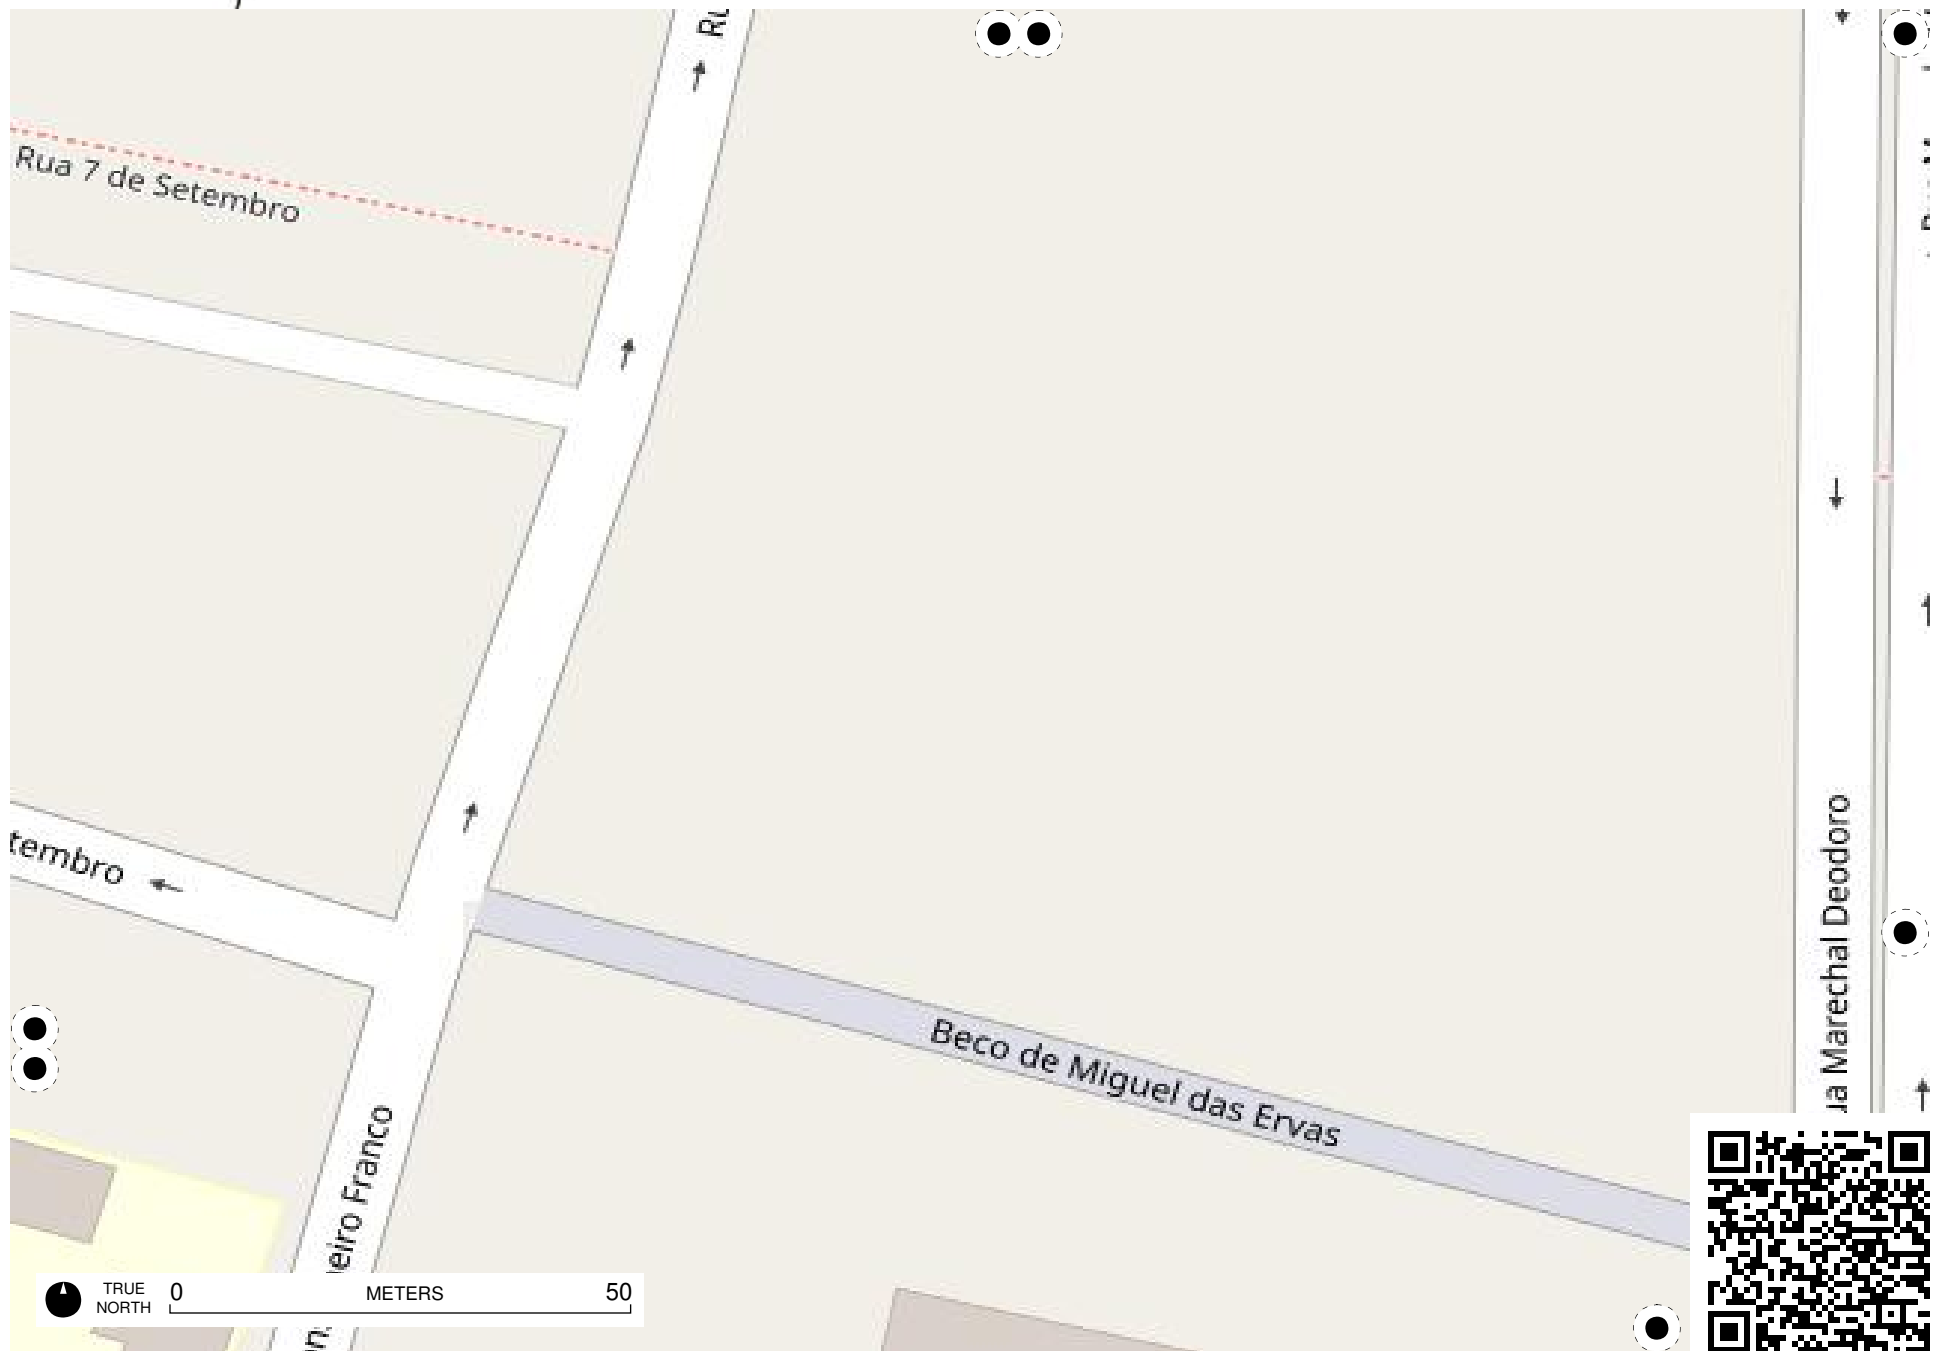 Rua 7 de Setembro
tembro
Beco de Miguel das Ervas
ua Marechal Deodoro
eiro Franco
TRUE
NORTH
0
METERS
50